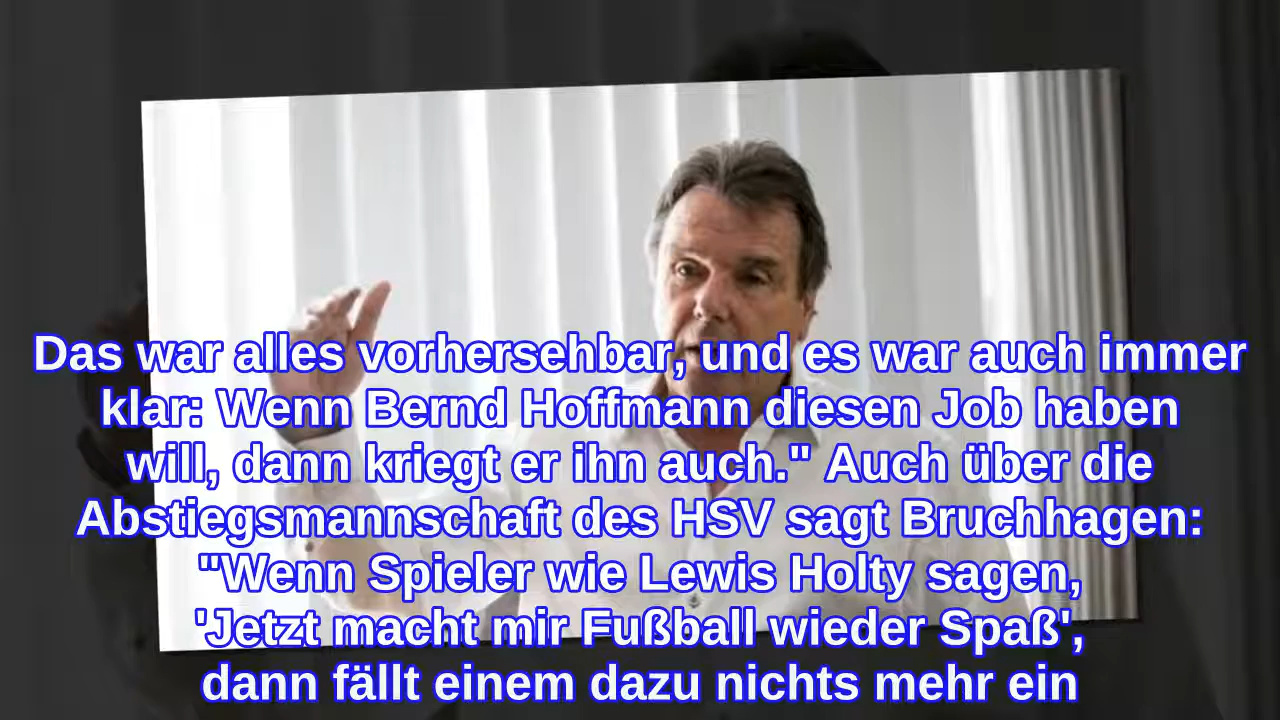 Das war alles vorhersehbar, und es war auch immer
klar: Wenn Bernd Hoffmann diesen Job haben
will, dann kriegt er ihn auch." Auch über die
Abstiegsmannschaft des HSV sagt Bruchhagen:
"Wenn Spieler wie Lewis Holty sagen,
'Jetzt macht mir Fußball wieder Spaß',
dann fällt einem dazu nichts mehr ein